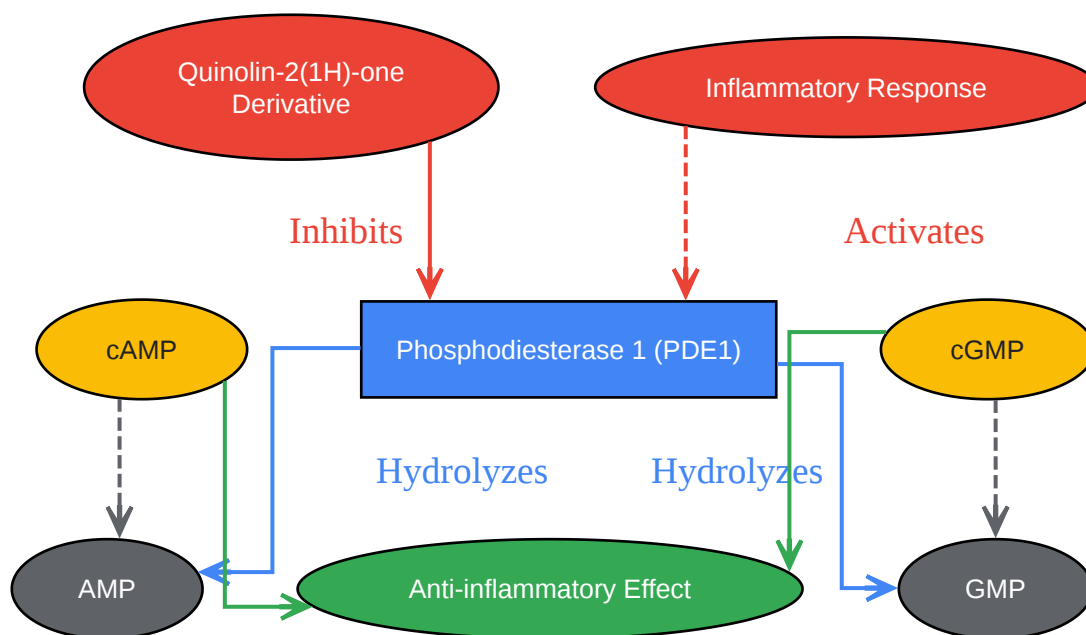 Quinolin-2(1H)-one
Derivative
Inflammatory Response
Inhibits
Activates
cAMP
Phosphodiesterase 1 (PDE1)
cGMP
Hydrolyzes
Hydrolyzes
AMP
Anti-inflammatory Effect
GMP